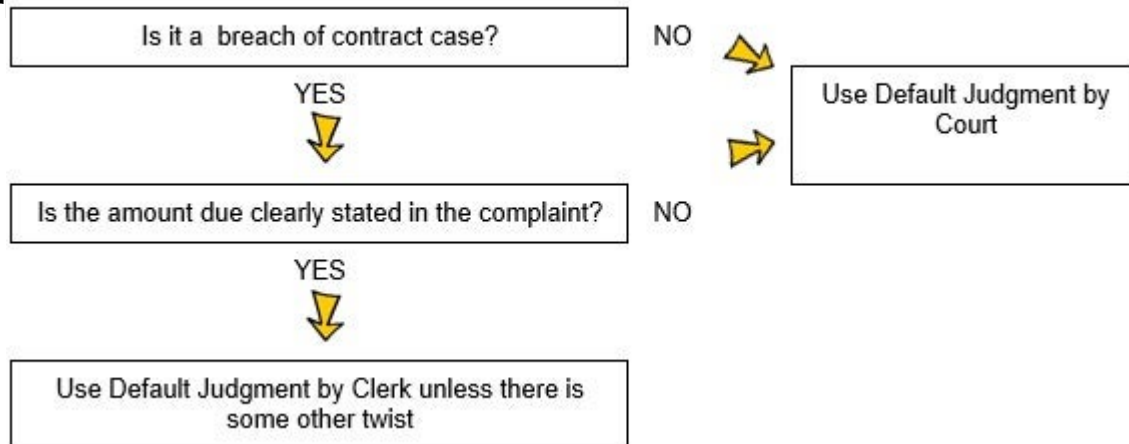 Is it a breach of contract case?
NO
YES
Use Default Judgment by
Court
Is the amount due clearly stated in the complaint?
NO
YES
Use Default Judgment by Clerk unless there is
some other twist